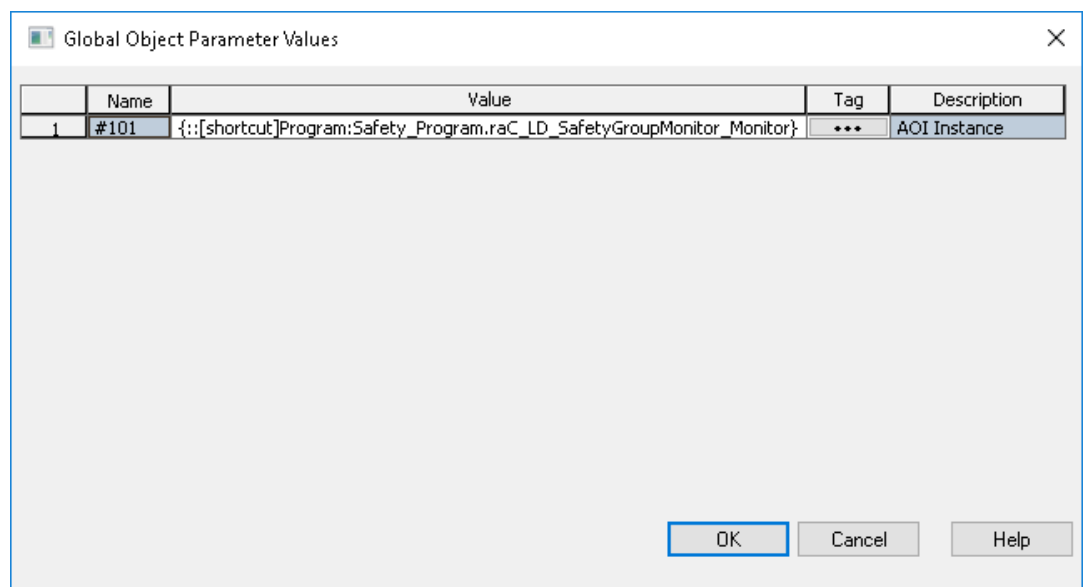 Global Object Parameter Values
Name Value Tag Description
1 #101 {::[shortcut]Program:Safety_Program.raC_LD_SafetyGroupMonitor_Monitor} ••• AOI Instance
OK Cancel Help